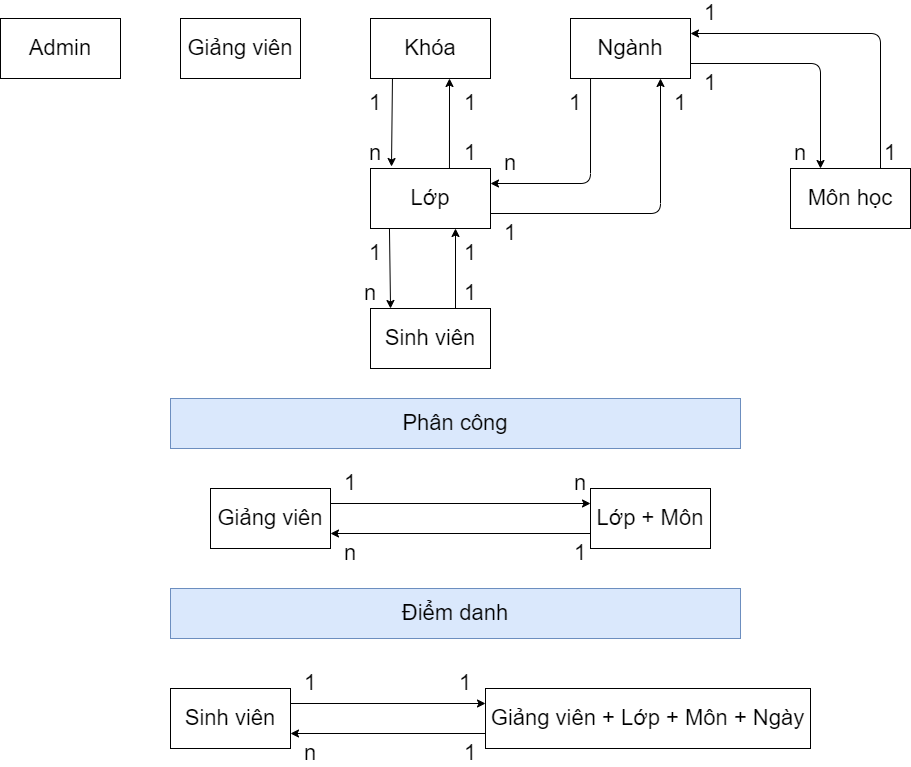 1
Admin
Giảng viên
Khóa
Ngành
1
1
1
1
1
n
1
n
n
1
Lớp
Môn học
1
1
1
n
1
Sinh viên
Phân công
1
n
Giảng viên
Lớp + Môn
n
1
Điểm danh
1
1
Sinh viên
Giảng viên + Lớp + Môn + Ngày
n
1